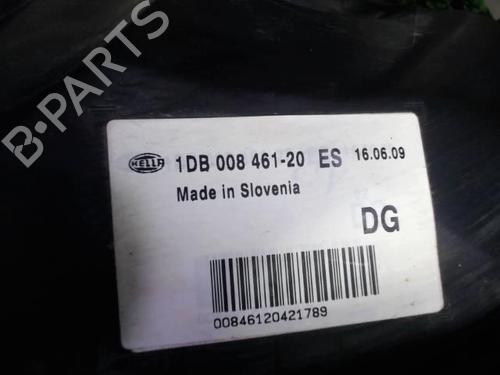 B-PARTS
HELLA 1DB 008 461-20 ES 16.06.09
Made in Slovenia
DG
00846120421789